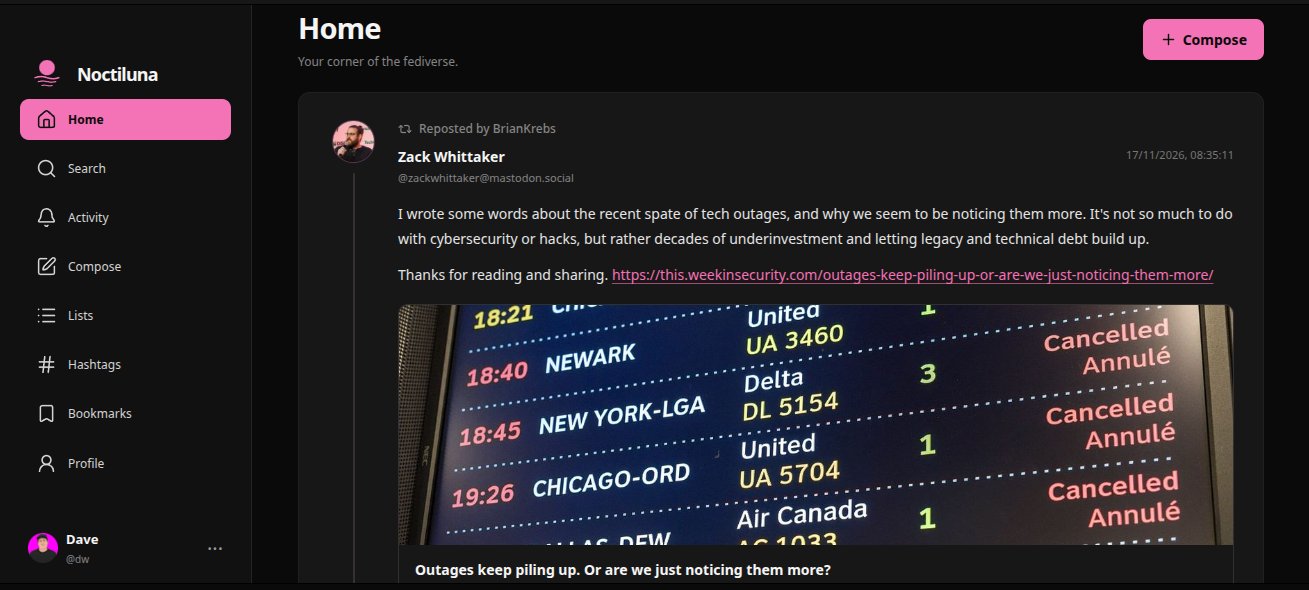 Noctiluna
Home
Search
Activity
Compose
Lists
Hashtags
Bookmarks
Profile
Dave
@dw
...
Home
Your corner of the fediverse.
+ Compose
Reposted by BrianKrebs
Zack Whittaker
@zackwhittaker@mastodon.social
17/11/2026, 08:35:11
I wrote some words about the recent spate of tech outages, and why we seem to be noticing them more. It's not so much to do
with cybersecurity or hacks, but rather decades of underinvestment and letting legacy and technical debt build up.
Thanks for reading and sharing. https://this.weekinsecurity.com/outages-keep-piling-up-or-are-we-just-noticing-them-more/
18:21
United 1
UA 3460 Cancelled
18:40 NEWARK Annulé
Delta 3
DL 5154 Cancelled
18:45 NEW YORK-LGA Annulé
United 1
UA 5704 Cancelled
19:26 CHICAGO-ORD Annulé
Air Canada 1
Outages keep piling up. Or are we just noticing them more?